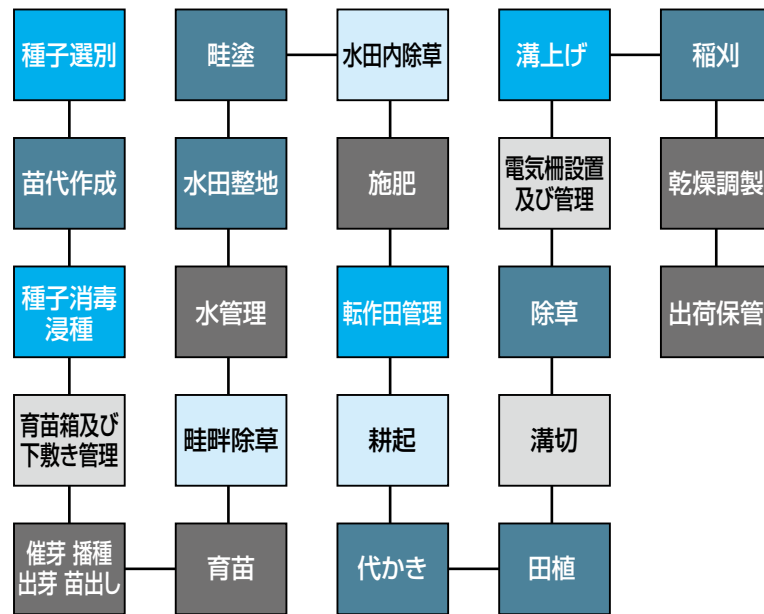 種子選別
苗代作成
種子消毒
浸種
育苗箱及び
下敷き管理
催芽 播種
出芽 苗出し
育苗
畦畔除草
水管理
水田整地
畦塗
水田内除草
施肥
転作田管理
耕起
代かき
田植
溝切
除草
電気柵設置
及び管理
溝上げ
稲刈
乾燥調製
出荷保管